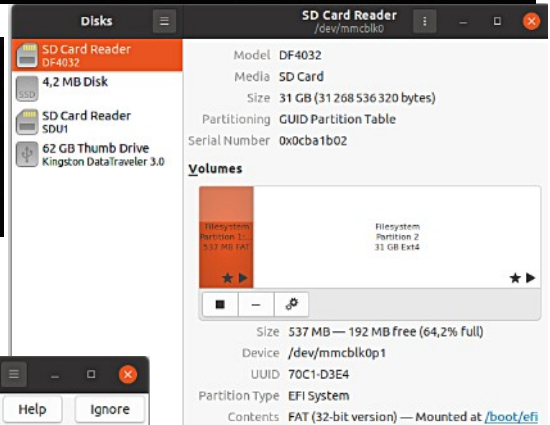 Disks
SD Card Reader
/dev/mmcblk0
SD Card Reader
DF4032
4,2 MB Disk
SSD
SD Card Reader
SDU1
62 GB Thumb Drive
Kingston DataTraveler 3.0
Model DF4032
Media SD Card
Size 31 GB (31 268 536 320 bytes)
Partitioning GUID Partition Table
Serial Number 0x0cba1b02
Volumes
Filesystem
Partition 1:...
537 MB FAT
Filesystem
Partition 2
31 GB Ext4
Size 537 MB — 192 MB free (64,2% full)
Device /dev/mmcblk0p1
UUID 70C1-D3E4
Partition Type EFI System
Contents FAT (32-bit version) — Mounted at /boot/efi
Help Ignore